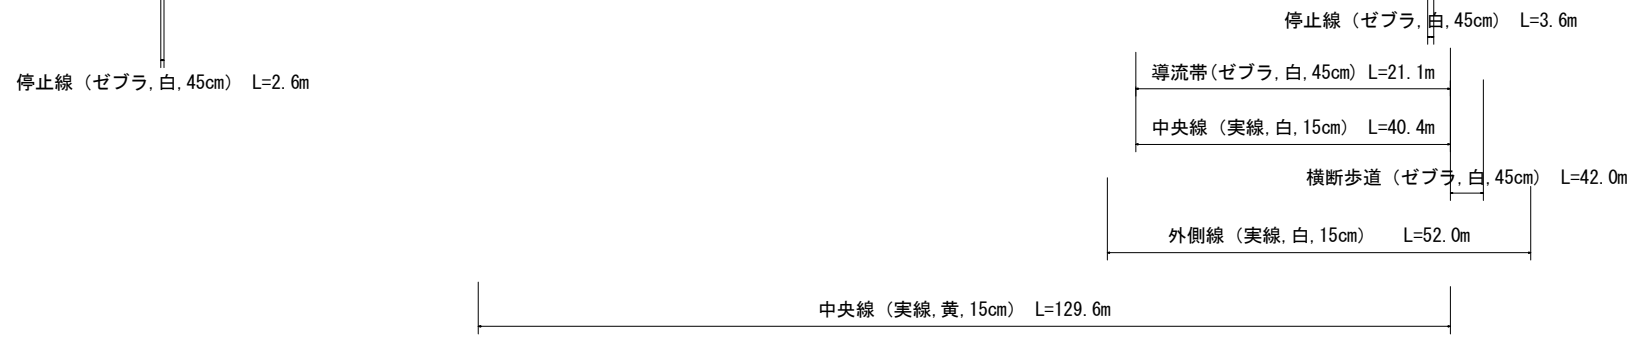 停止線（ゼブラ,白,45cm） L=3.6m
導流帯(ゼブラ,白,45cm) L=21.1m
停止線（ゼブラ,白,45cm） L=2.6m
中央線（実線,白,15cm） L=40.4m
横断歩道（ゼブラ,白,45cm） L=42.0m
外側線（実線,白,15cm） L=52.0m
中央線（実線,黄,15cm） L=129.6m